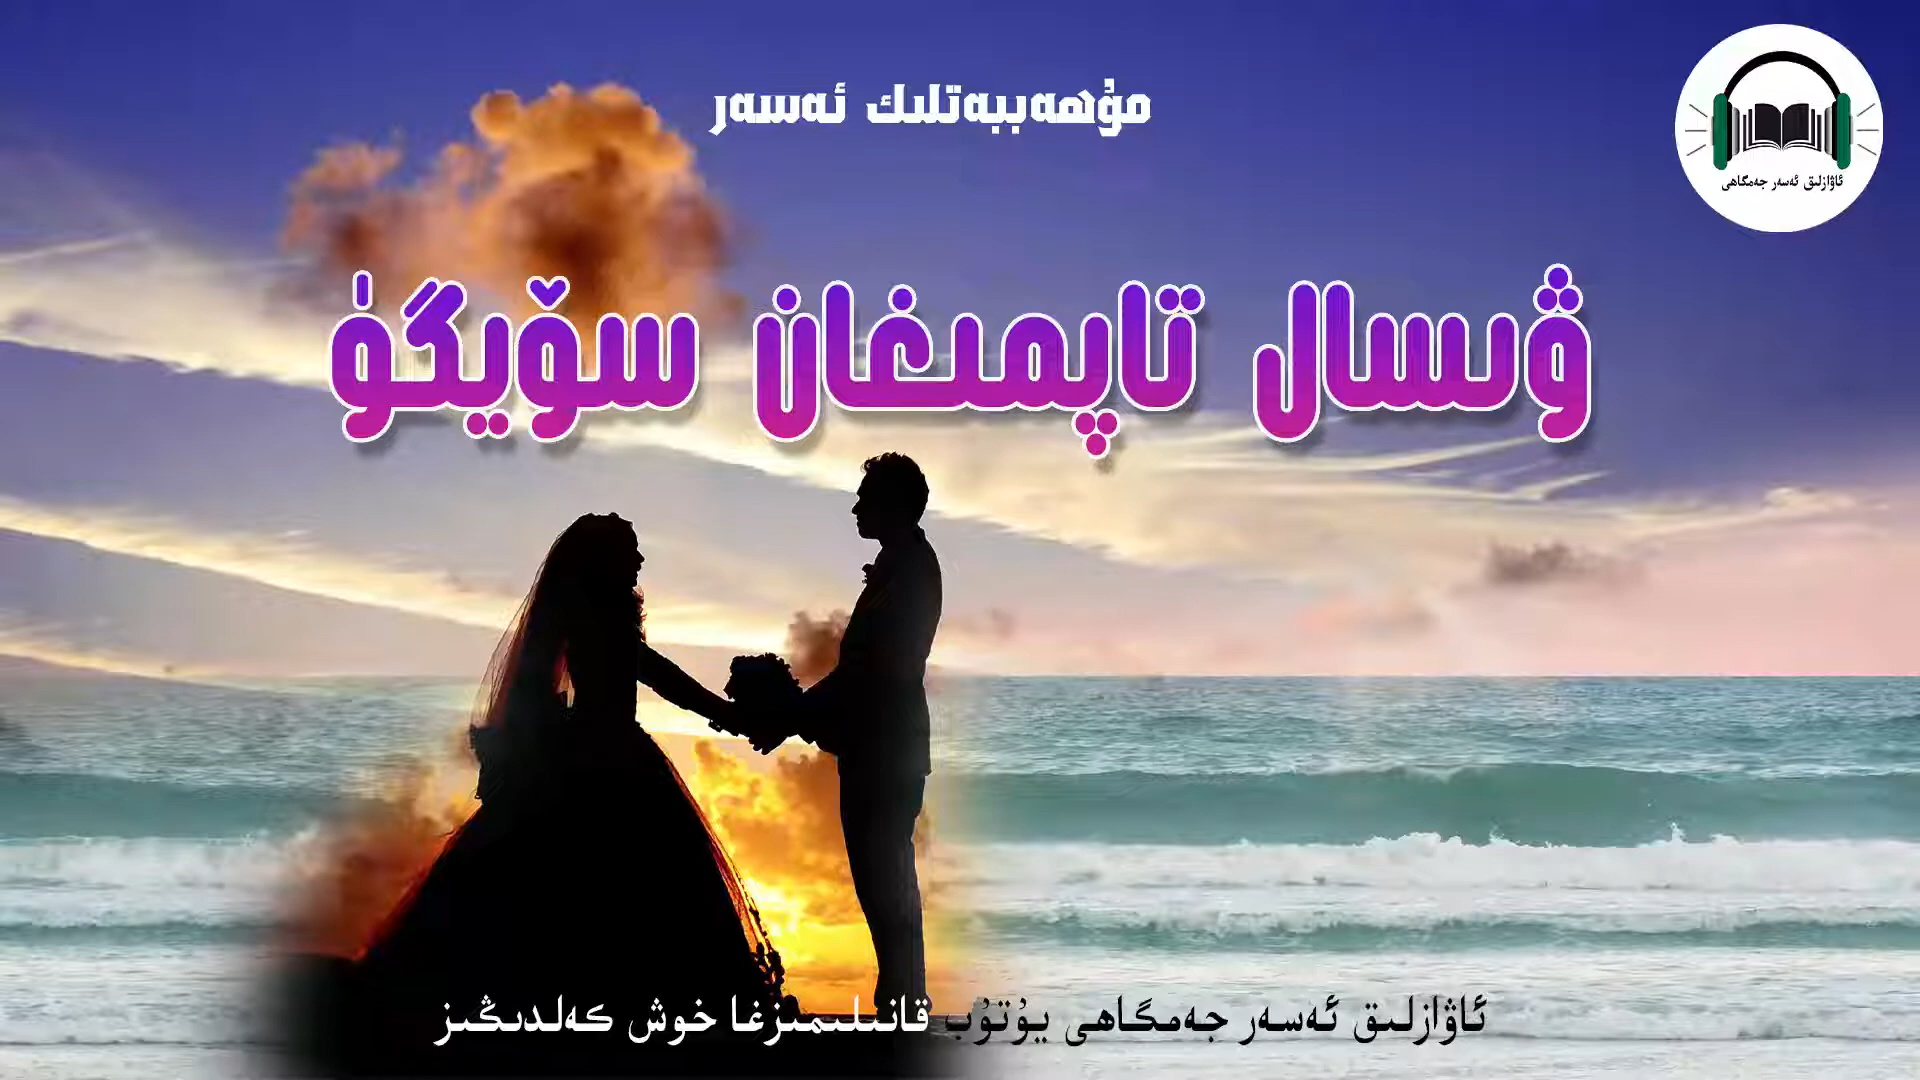 مۇھەببەتلىك ئەسەر
ئاۋازلىق ئەسەر جەمگاھى
ۋىسال تاپمىغان سۆيگۈ
ئاۋازلىق ئەسەر جەمگاھى يۇتۇب قانىلىمىزغا خوش كەلدىڭىز